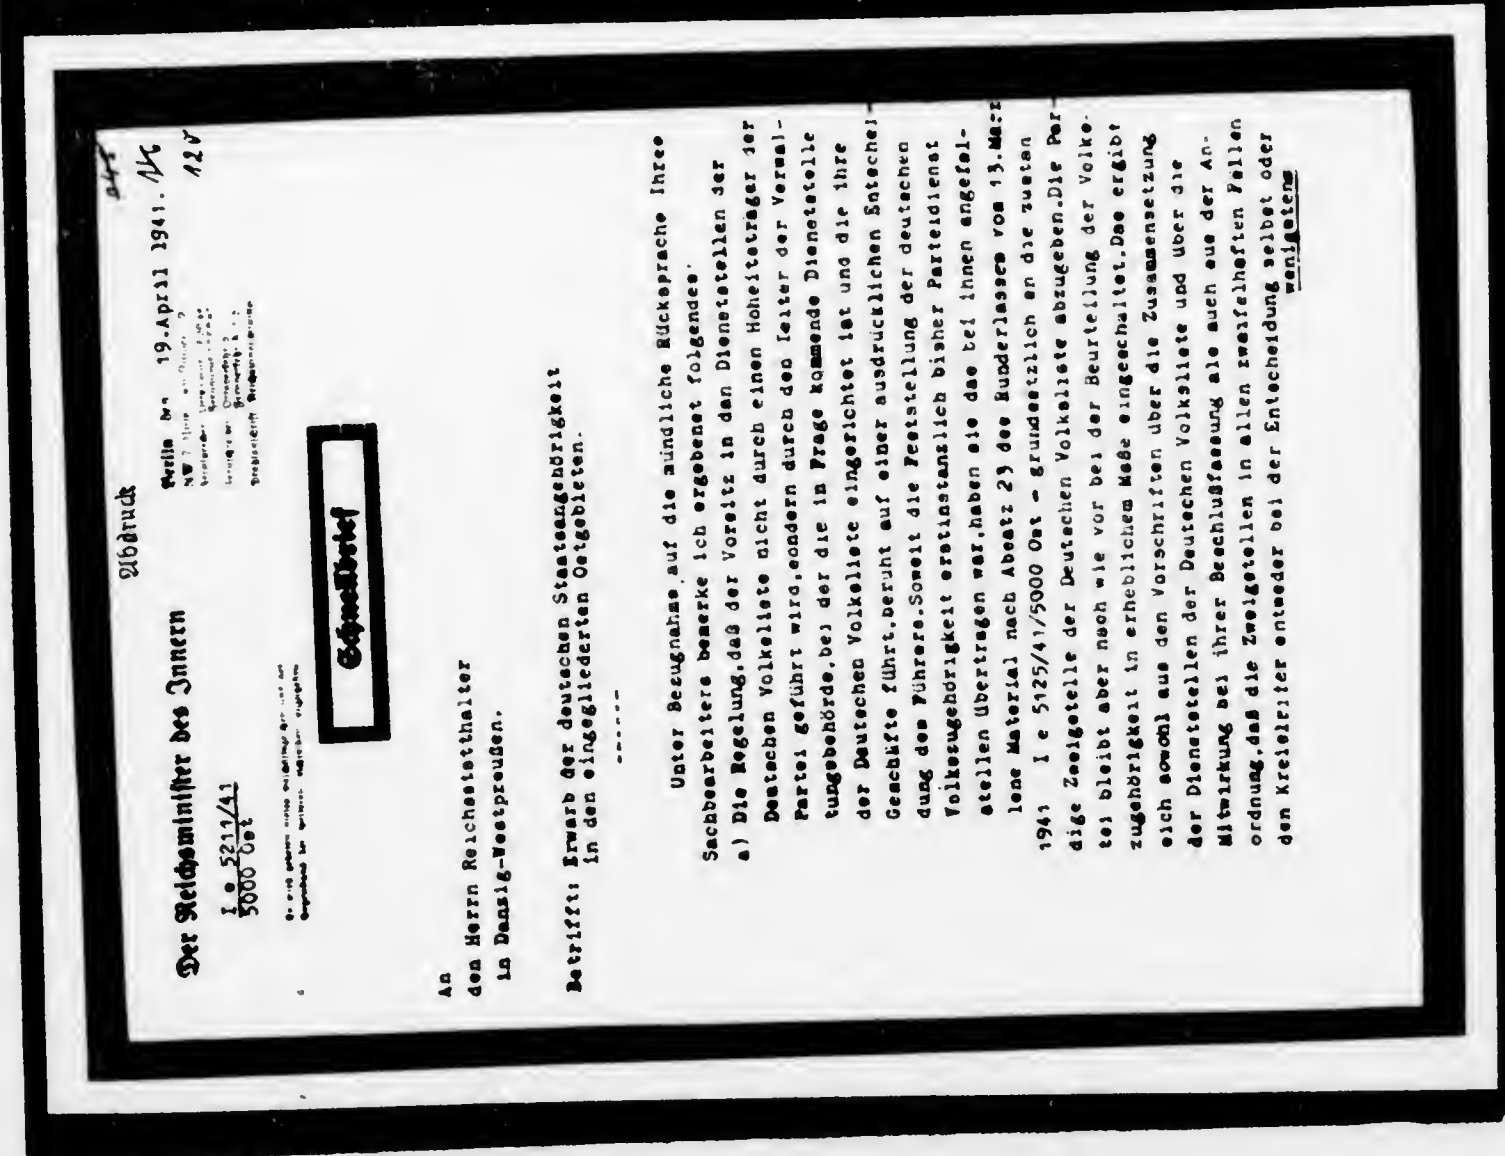 Abdruck
Der Reichsminister des Innern
I e 5211/41
5000 Ost
Berlin den 19.April 1941.
NW 7
Schnellbrief
An
den Herrn Reichsstatthalter
in Danzig-Westpreußen.
Betrifft: Erwerb der deutschen Staatsangehörigkeit
in den eingegliederten Ostgebieten.
------
Unter Bezugnahme auf die mündliche Rücksprache Ihres
Sachbearbeiters bemerke ich ergebenst folgendes:
a) Die Regelung,daß der Vorsitz in den Dienststellen der
Deutschen Volksliste nicht durch einen Hoheitsträger der
Partei geführt wird,sondern durch den Leiter der Verwal-
tungsbehörde,bei der die in Frage kommende Dienststelle
der Deutschen Volksliste eingerichtet ist und die ihre
Geschäfte führt,beruht auf einer ausdrücklichen Entschei-
dung des Führers.Soweit die Feststellung der deutschen
Volkszugehörigkeit erstinstanzlich bisher Parteidienst
stellen übertragen war,haben sie das bei ihnen angefal-
lene Material nach Absatz 23 des Runderlasses vom 13.März
1941 I e 5125/41/5000 Ost - grundsätzlich an die zustän
dige Zweigstelle der Deutschen Volksliste abzugeben.Die Par-
tei bleibt aber nach wie vor bei der Beurteilung der Volks-
zugehörigkeit in erheblichem Maße eingeschaltet.Das ergibt
sich sowohl aus den Vorschriften über die Zusammensetzung
der Dienststellen der Deutschen Volksliste und über die
Mitwirkung bei ihrer Beschlußfassung als auch aus der An-
ordnung,daß die Zweigstellen in allen zweifelhaften Fällen
den Kreisleiter entweder bei der Entscheidung selbst oder
wenigstens